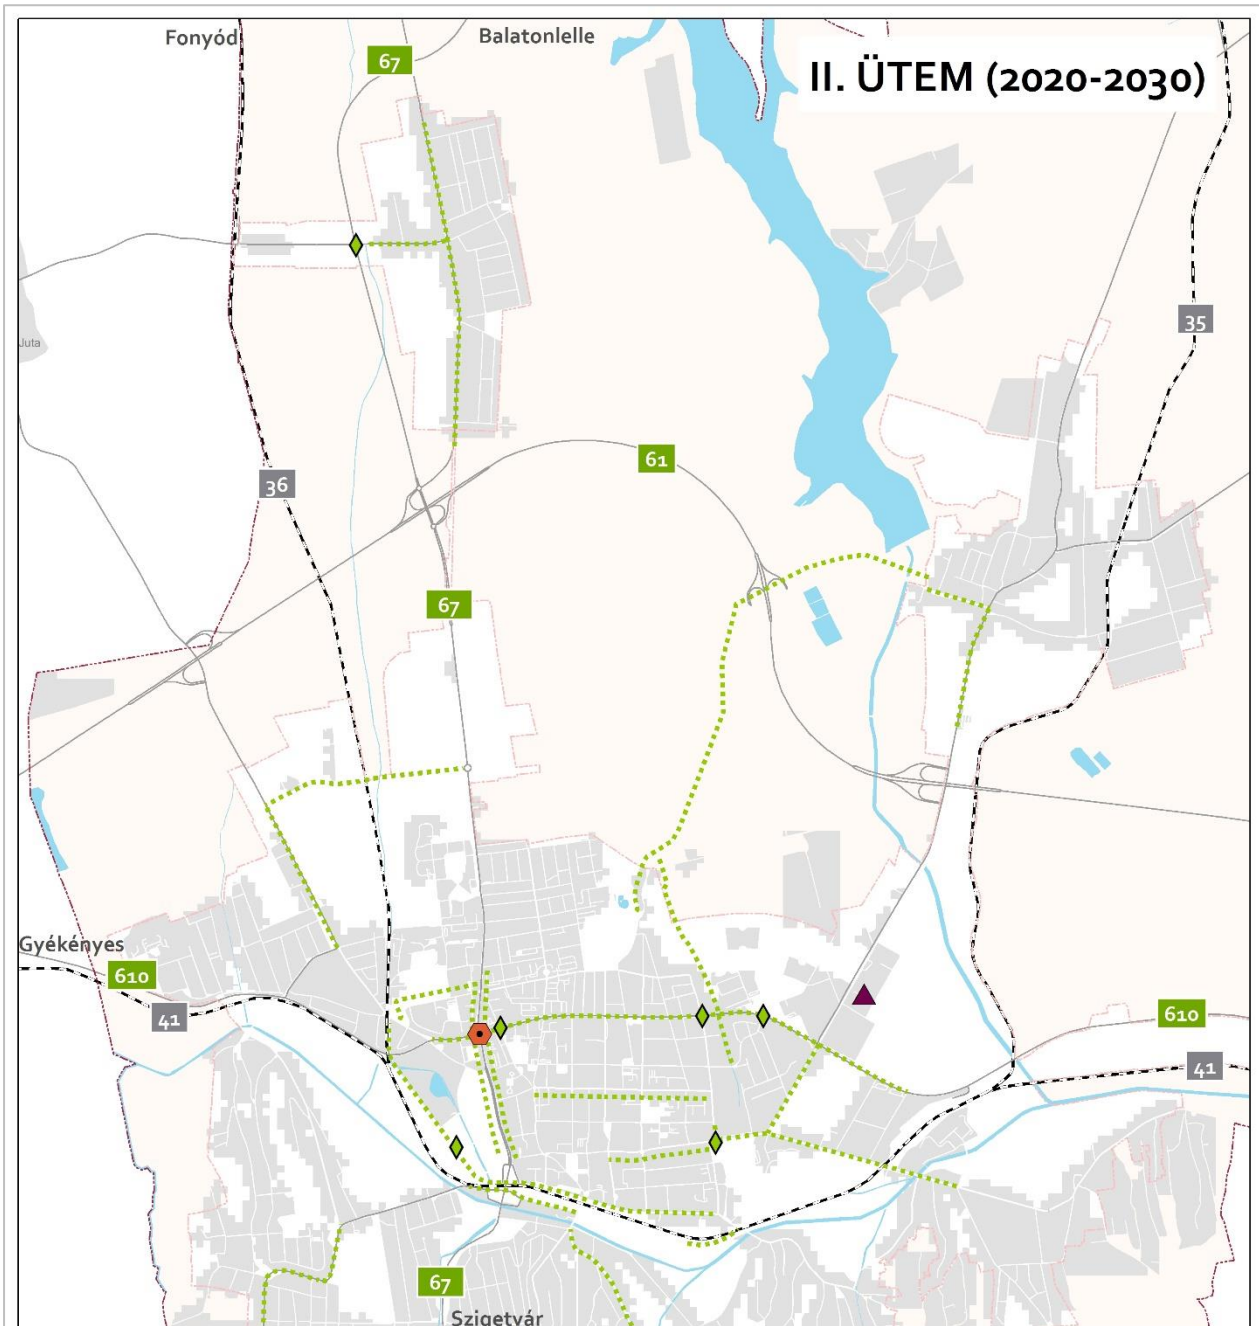 Fonyód
Balatonlelle
67
II. ÜTEM (2020-2030)
35
Juta
61
36
67
Gyékényes
610
41
610
41
67
Szigetvár